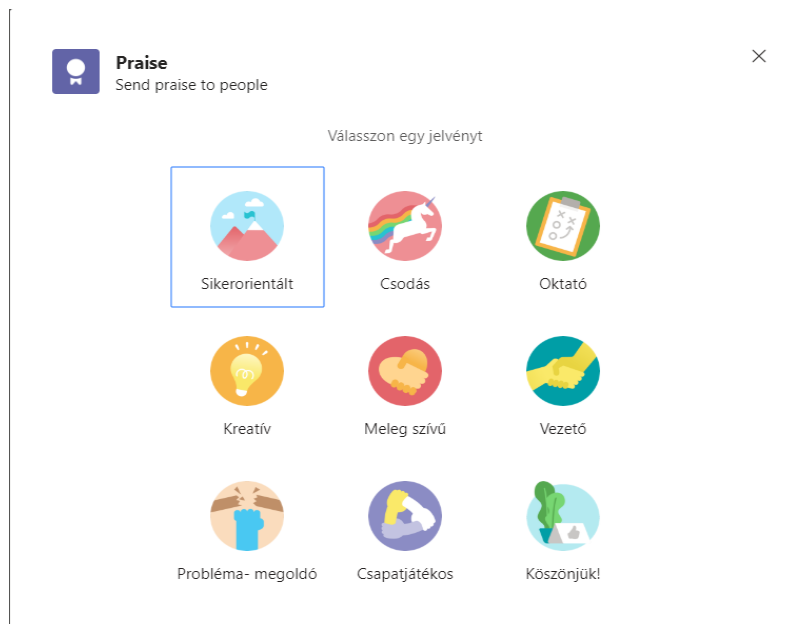 Praise
Send praise to people
Válasszon egy jelvényt
Sikerorientált
Csodás
Oktató
Kreatív
Meleg szívű
Vezető
Probléma- megoldó
Csapatjátékos
Köszönjük!